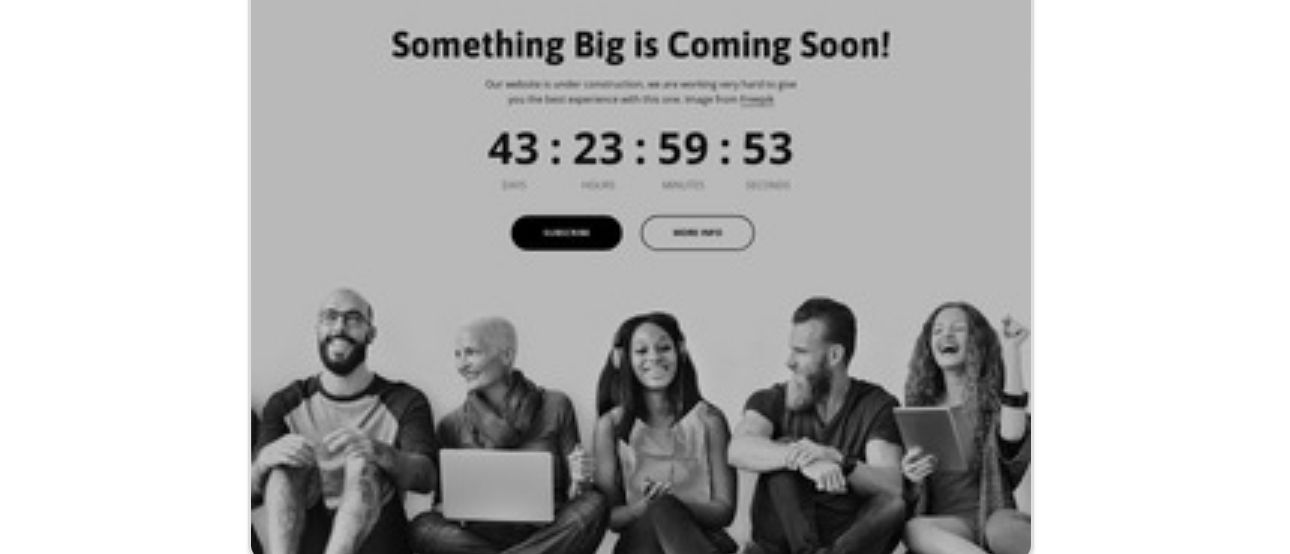 Something Big is Coming Soon!
Our website is under construction, we are working very hard to give
you the best experience with this one. Image from Freepik
43 : 23 : 59 : 53
DAYS HOURS MINUTES SECONDS
SUBSCRIBE MORE INFO